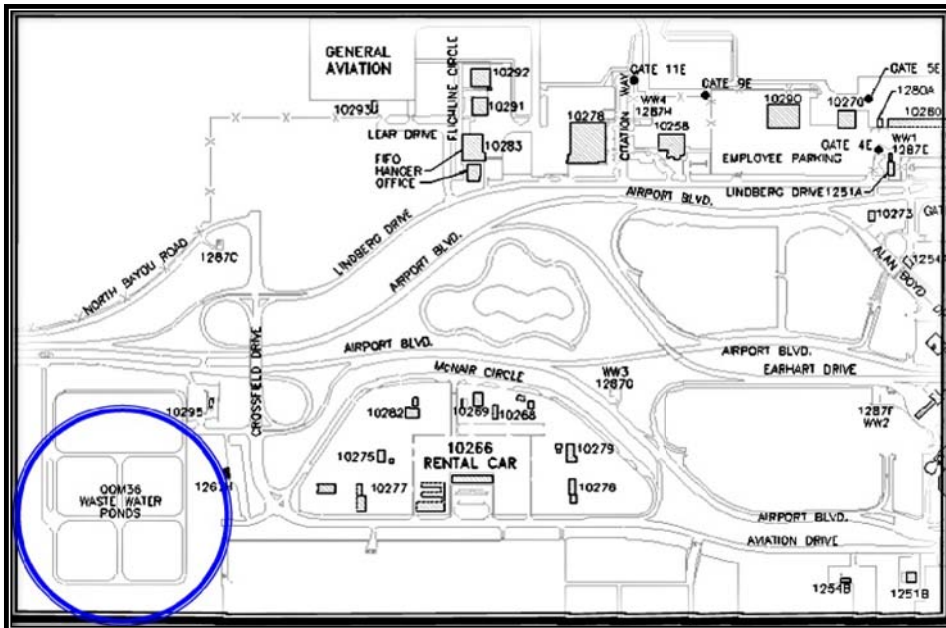 GENERAL
AVIATION
FLIGHLINE CIRCLE
10292
10291
10293
LEAR DRIVE
10283
FIFO
HANGER
OFFICE
10278
CITATION WAY
GATE 11E
GATE 9E
WW4
1287H
10258
10290
10270
GATE 5E
1280A
10280
GATE 4E
WW1
1287E
EMPLOYEE PARKING
LINDBERG DRIVE
1251A
AIRPORT BLVD.
10273
GAT
1254
ALAN BOYD
NORTH BAYOU ROAD
1287C
LINDBERG DRIVE
AIRPORT BLVD.
CROSSFIELD DRIVE
AIRPORT BLVD.
MCNAIR CIRCLE
WW3
1287G
AIRPORT BLVD.
EARHART DRIVE
1287F
WW2
10295
10282
10269
10268
10266
RENTAL CAR
10275
10277
10279
10276
WASTE WATER
PONDS
AIRPORT BLVD.
AVIATION DRIVE
1254B
1251B